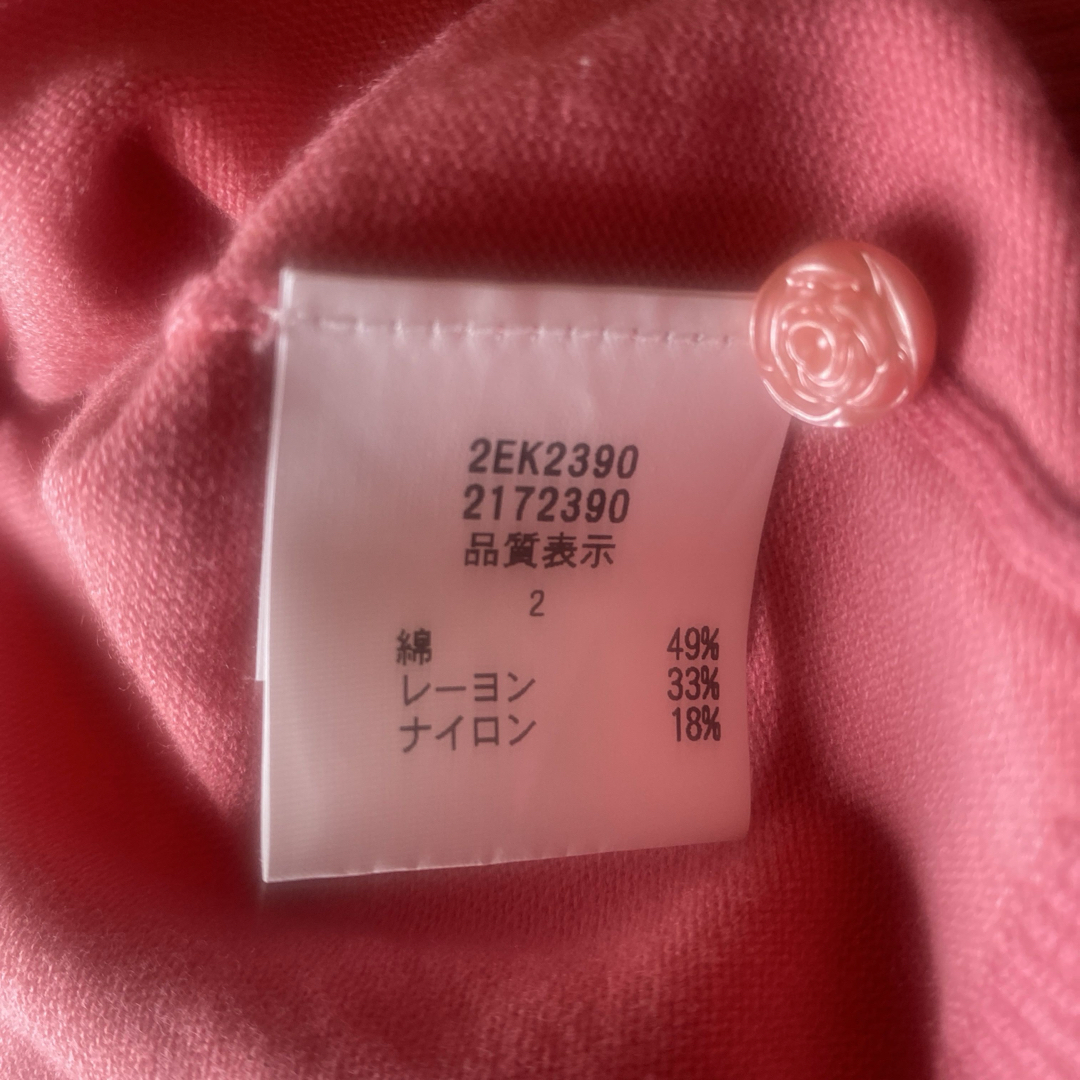 2EK2390
2172390
品質表示
2
綿 49%
レーヨン 33%
ナイロン 18%